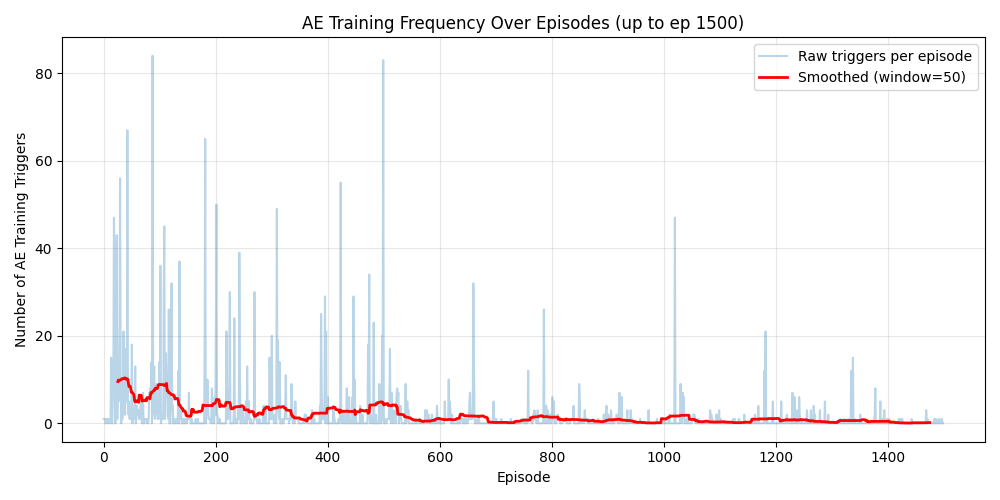 AE Training Frequency Over Episodes (up to ep 1500)
Raw triggers per episode
Smoothed (window=50)
Number of AE Training Triggers
80
60
40
20
0
0 200 400 600 800 1000 1200 1400
Episode